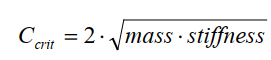 C_crit = 2 · √mass · stiffness